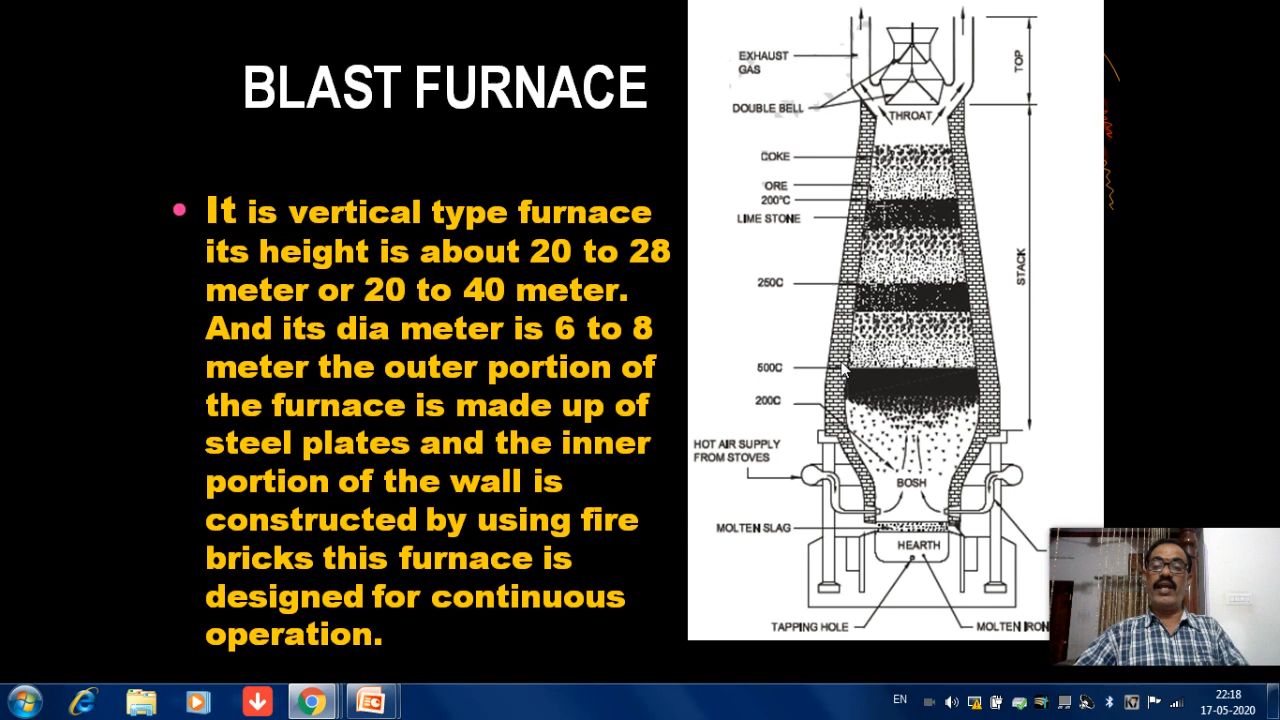 BLAST FURNACE
• It is vertical type furnace
its height is about 20 to 28
meter or 20 to 40 meter.
And its dia meter is 6 to 8
meter the outer portion of
the furnace is made up of
steel plates and the inner
portion of the wall is
constructed by using fire
bricks this furnace is
designed for continuous
operation.
EXHAUST
GAS
DOUBLE BELL
THROAT
TOP
COKE
ORE
200°C
LIME STONE
STACK
250C
500C
200C
HOT AIR SUPPLY
FROM STOVES
BOSH
MOLTEN SLAG
HEARTH
TAPPING HOLE
MOLTEN IRON
EN
22:18
17-05-2020